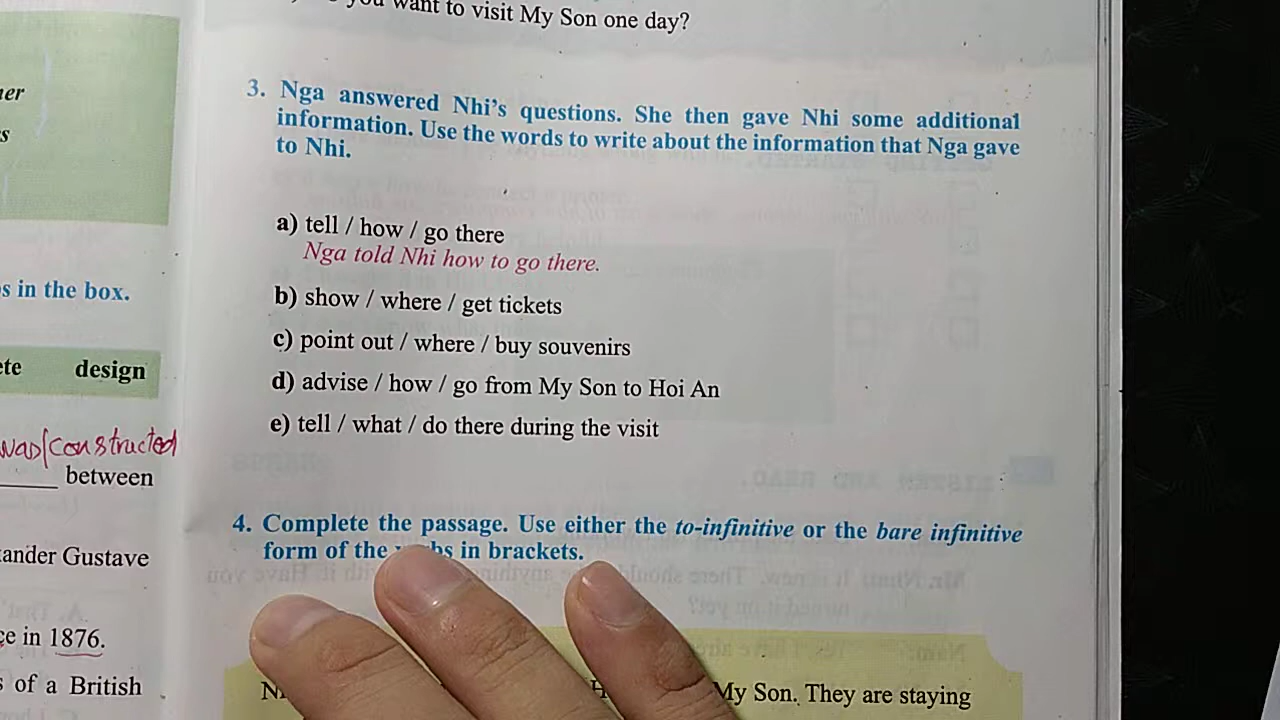 want to visit My Son one day?
3. Nga answered Nhi's questions. She then gave Nhi some additional
information. Use the words to write about the information that Nga gave
to Nhi.
a) tell / how / go there
Nga told Nhi how to go there.
b) show / where / get tickets
c) point out / where / buy souvenirs
d) advise / how / go from My Son to Hoi An
e) tell / what / do there during the visit
4. Complete the passage. Use either the to-infinitive or the bare infinitive
form of the in brackets.
My Son. They are staying
s in the box.
design
was constructed
between
Gustave
in 1876.
of a British